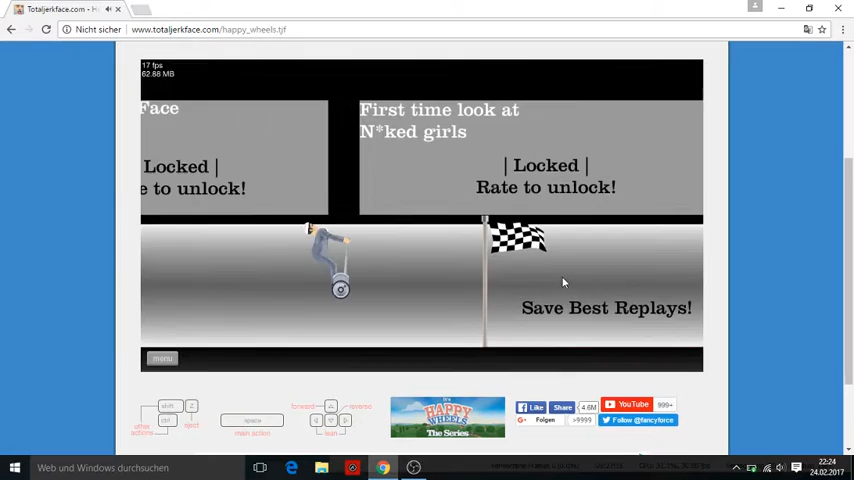 Totaljerkface.com - H
Nicht sicher
www.totaljerkface.com/happy_wheels.tjf
17 fps
62.88 MB
Face
First time look at
N*ked girls
Locked |
| Locked |
e to unlock!
Rate to unlock!
Save Best Replays!
menu
shift
Z
ctrl
eject
other
actions
space
main action
forward
reverse
lean
It's
HAPPY
WHEELS
The Series
Like
Share
4.6M
YouTube
999+
G+ Folgen
>9999
Follow @fancyforce
Web und Windows durchsuchen
22:24
24.02.2017